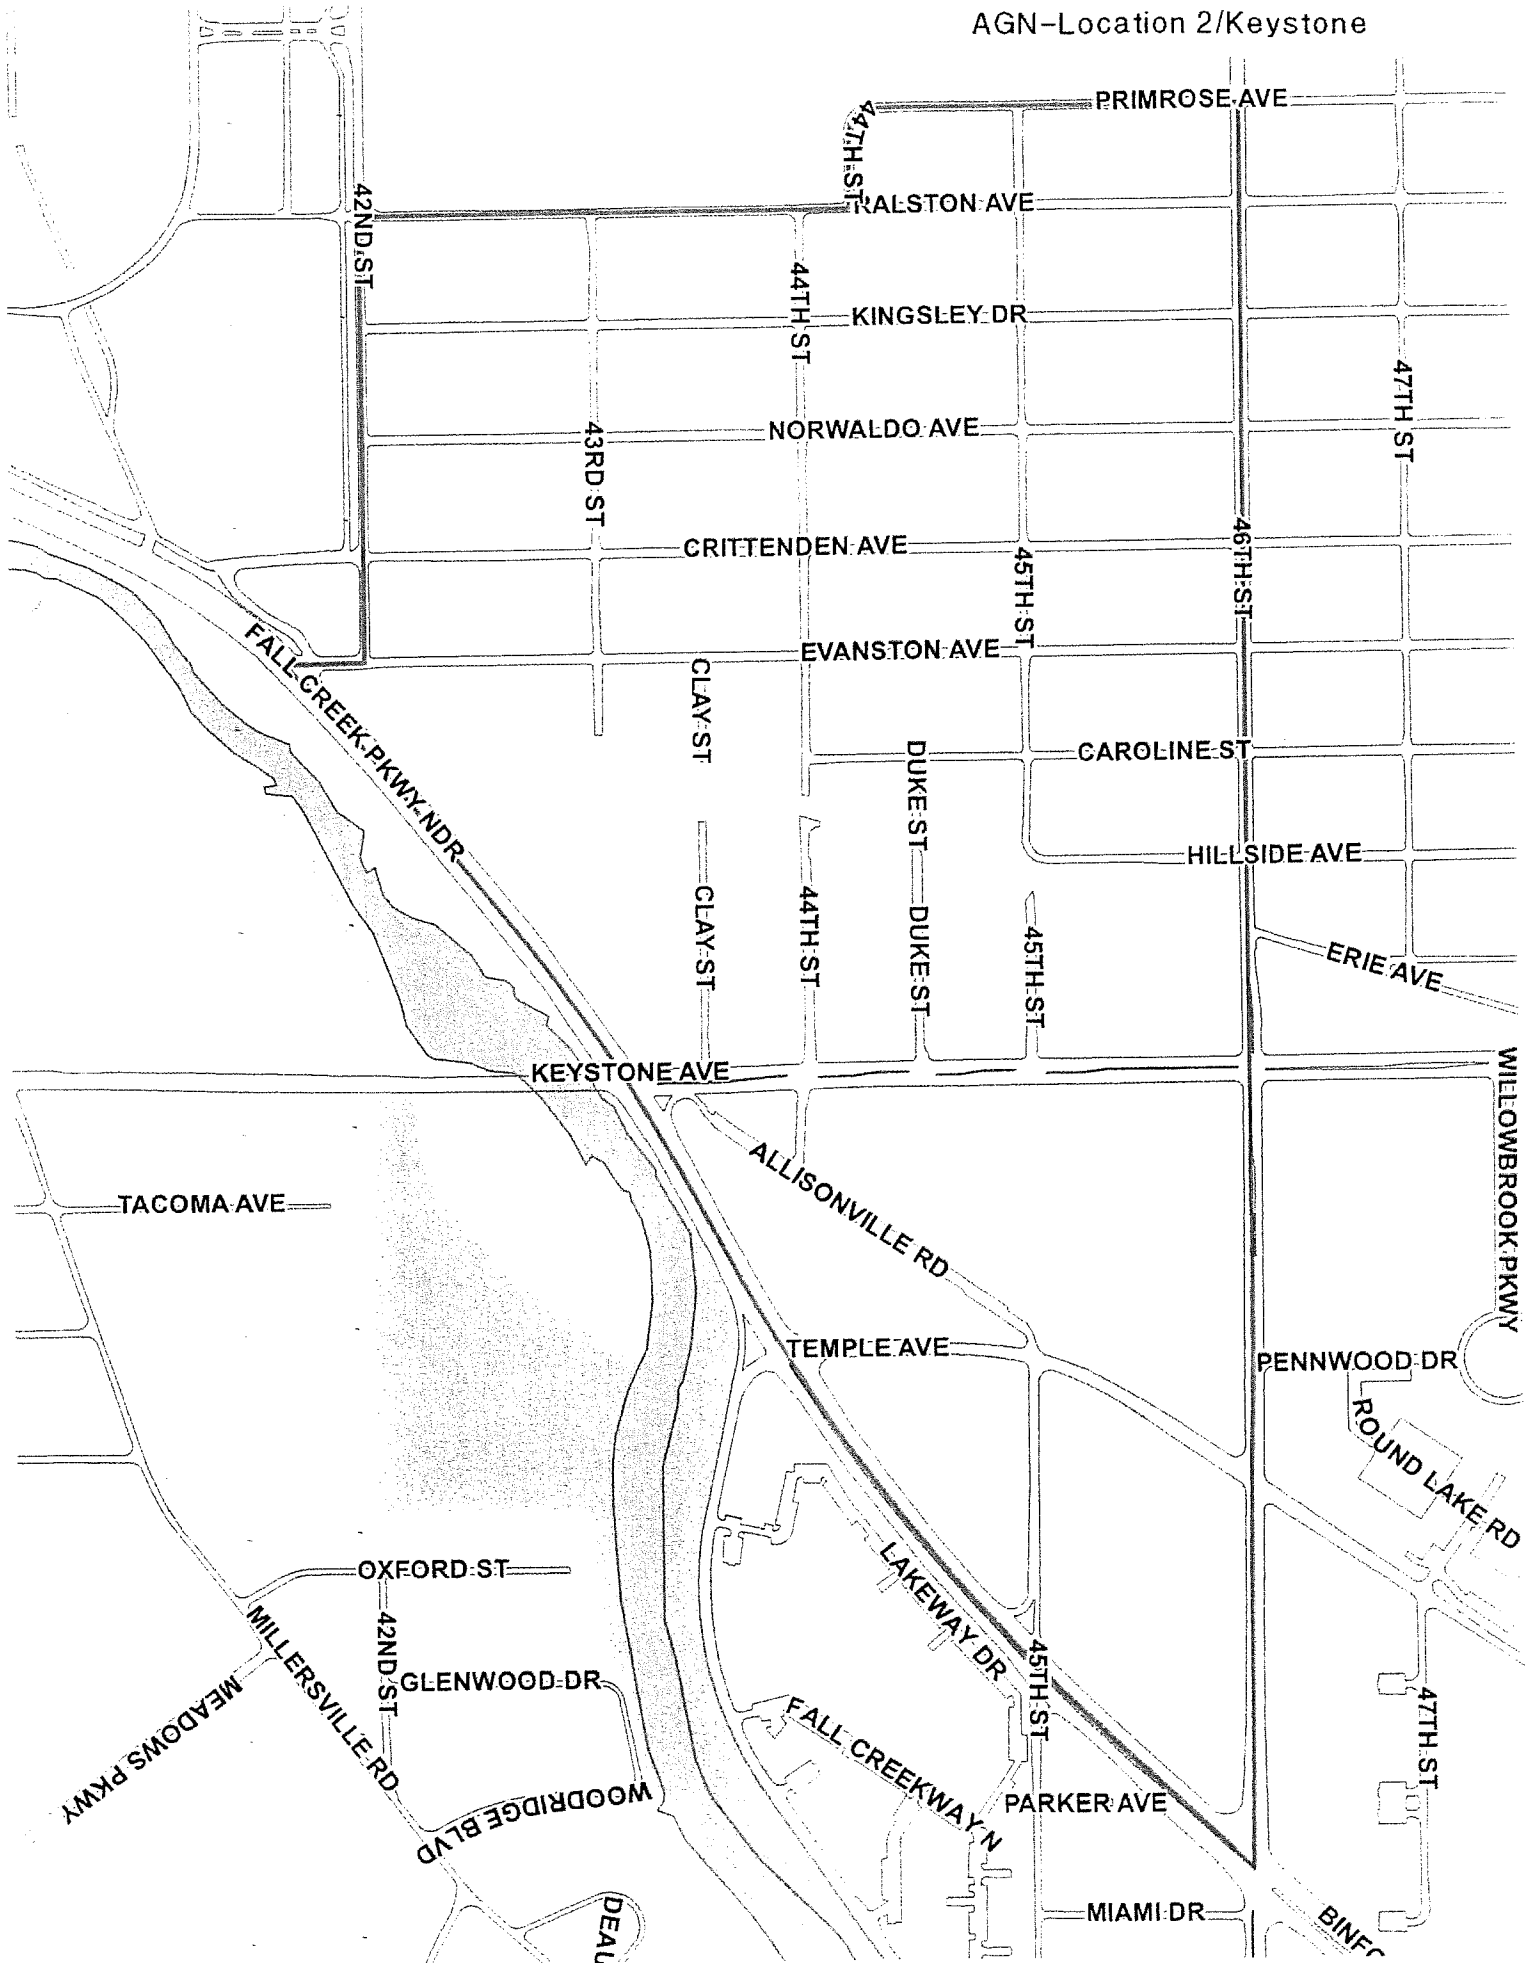 AGN-Location 2/Keystone
PRIMROSE AVE
44TH ST
42ND ST
RALSTON AVE
44TH ST
KINGSLEY DR
47TH ST
43RD ST
NORWALDO AVE
CRITTENDEN AVE
45TH ST
46TH ST
FALL CREEK PKWY NDR
EVANSTON AVE
CLAY ST
DUKE ST
CAROLINE ST
HILLSIDE AVE
CLAY ST
44TH ST
DUKE ST
45TH ST
ERIE AVE
KEYSTONE AVE
WILLOWBROOK PKWY
ALLISONVILLE RD
TACOMA AVE
TEMPLE AVE
PENNWOOD DR
ROUND LAKE RD
OXFORD ST
LAKEWAY DR
MILLERSVILLE RD
42ND ST
45TH ST
GLENWOOD DR
MEADOWS PKWY
47TH ST
FALL CREEKWAY N
WOODRIDGE BLVD
PARKER AVE
MIAMI DR
DEAU
BINFO